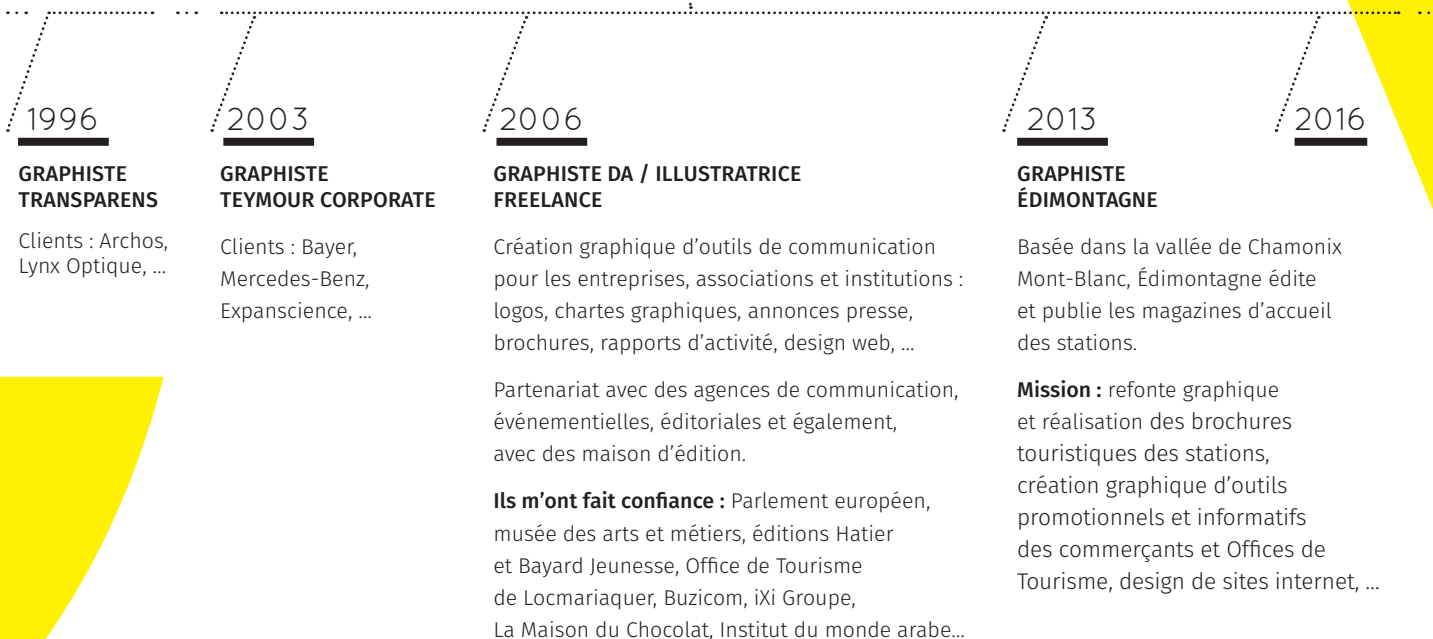 1996
GRAPHISTE
TRANSPARENS
Clients : Archos,
Lynx Optique, ...
2003
GRAPHISTE
TEYMOUR CORPORATE
Clients : Bayer,
Mercedes-Benz,
Expanscience, ...
2006
GRAPHISTE DA / ILLUSTRATRICE
FREELANCE
Création graphique d’outils de communication
pour les entreprises, associations et institutions :
logos, chartes graphiques, annonces presse,
brochures, rapports d’activité, design web, ...
Partenariat avec des agences de communication,
événementielles, éditoriales et également,
avec des maison d’édition.
Ils m’ont fait confiance : Parlement européen,
musée des arts et métiers, éditions Hatier
et Bayard Jeunesse, Office de Tourisme
de Locmariaquer, Buzicom, iXi Groupe,
La Maison du Chocolat, Institut du monde arabe...
2013
GRAPHISTE
ÉDIMONTAGNE
Basée dans la vallée de Chamonix
Mont-Blanc, Édimontagne édite
et publie les magazines d’accueil
des stations.
Mission : refonte graphique
et réalisation des brochures
touristiques des stations,
création graphique d’outils
promotionnels et informatifs
des commerçants et Offices de
Tourisme, design de sites internet, ...
2016